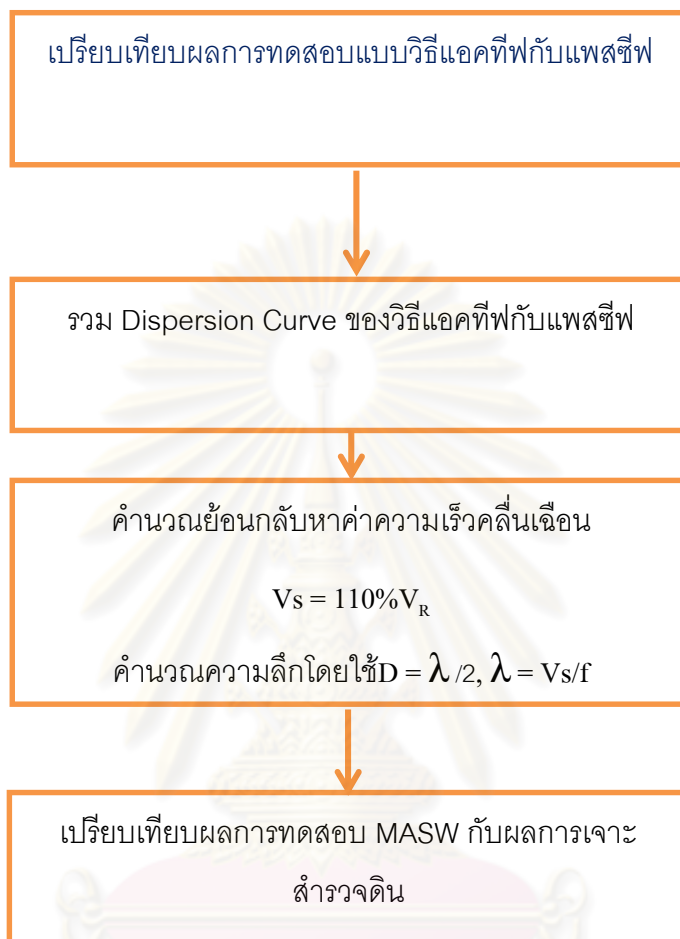 เปรียบเทียบผลการทดสอบแบบวิธีแอคทีฟกับแพสซีฟ
รวม Dispersion Curve ของวิธีแอคทีฟกับแพสซีฟ
คำนวณย้อนกลับหาค่าความเร็วคลื่นเฉือน
Vs = 110%V_R
คำนวณความลึกโดยใช้D = λ /2, λ = Vs/f
เปรียบเทียบผลการทดสอบ MASW กับผลการเจาะ
สำรวจดิน